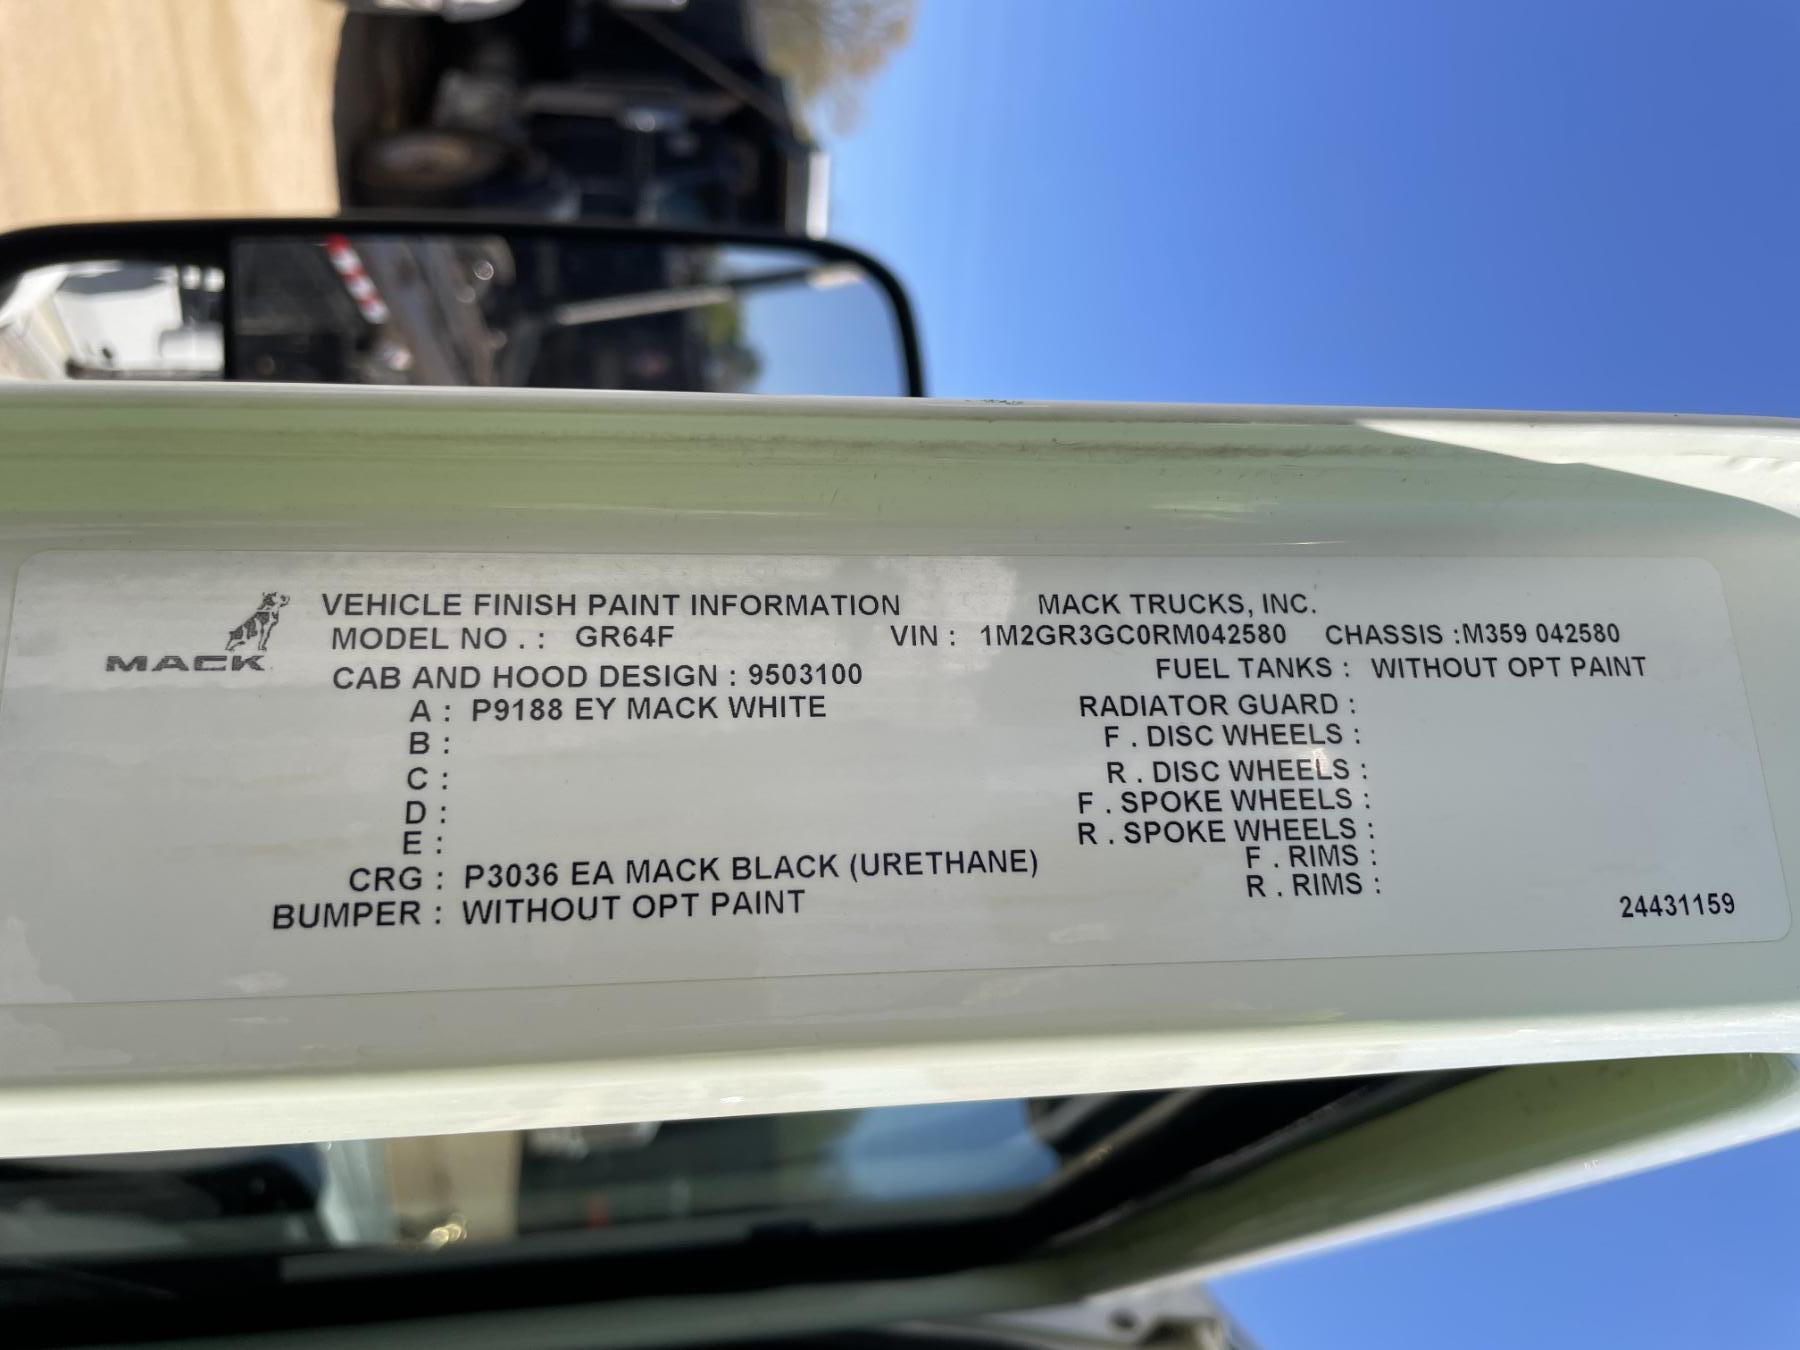 MACK
VEHICLE FINISH PAINT INFORMATION MACK TRUCKS, INC.
MODEL NO . : GR64F VIN : 1M2GR3GC0RM042580 CHASSIS :M359 042580
CAB AND HOOD DESIGN : 9503100 FUEL TANKS : WITHOUT OPT PAINT
A : P9188 EY MACK WHITE RADIATOR GUARD :
B : F . DISC WHEELS :
C : R . DISC WHEELS :
D : F . SPOKE WHEELS :
E : R . SPOKE WHEELS :
F . RIMS :
CRG : P3036 EA MACK BLACK (URETHANE) R . RIMS :
BUMPER : WITHOUT OPT PAINT 24431159